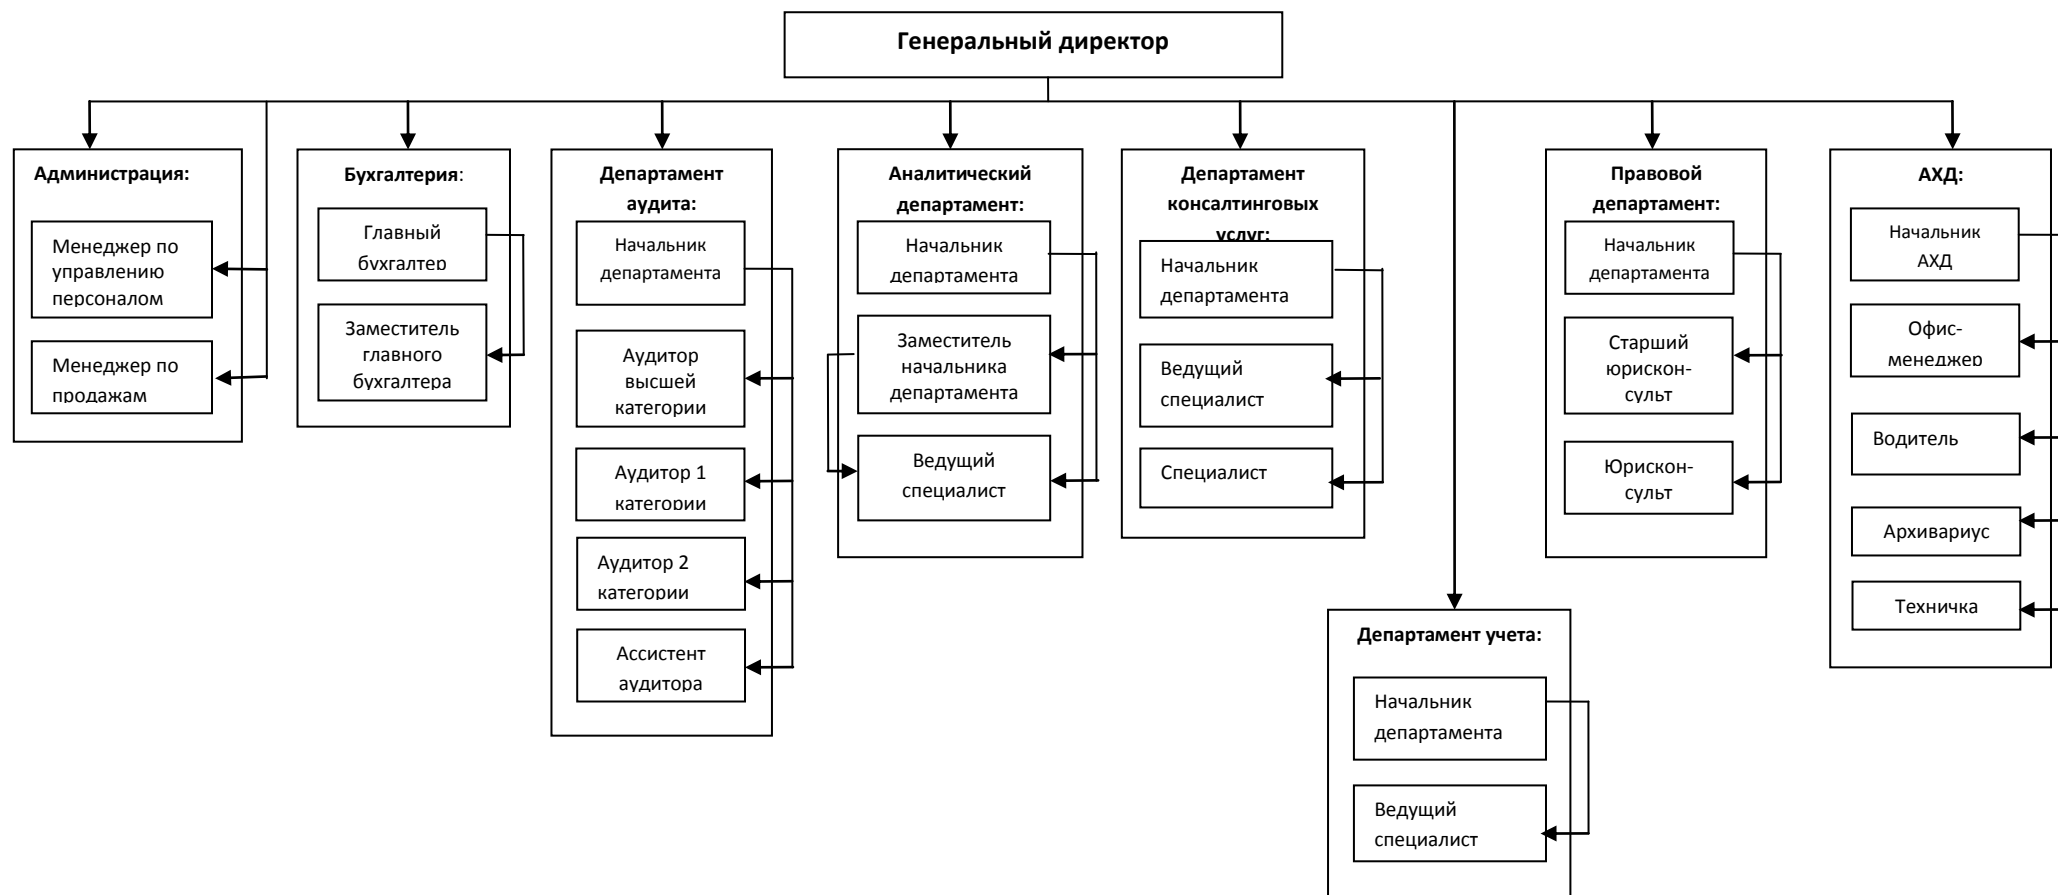 Генеральный директор
Администрация:
Менеджер по
управлению
персоналом
Менеджер по
продажам
Бухгалтерия:
Главный
бухгалтер
Заместитель
главного
бухгалтера
Департамент
аудита:
Начальник
департамента
Аудитор
высшей
категории
Аудитор 1
категории
Аудитор 2
категории
Ассистент
аудитора
Аналитический
департамент:
Начальник
департамента
Заместитель
начальника
департамента
Ведущий
специалист
Департамент
консалтинговых
услуг:
Начальник
департамента
Ведущий
специалист
Специалист
Департамент учета:
Начальник
департамента
Ведущий
специалист
Правовой
департамент:
Начальник
департамента
Старший
юрискон-
сульт
Юрискон-
сульт
АХД:
Начальник
АХД
Офис-
менеджер
Водитель
Архивариус
Техничка